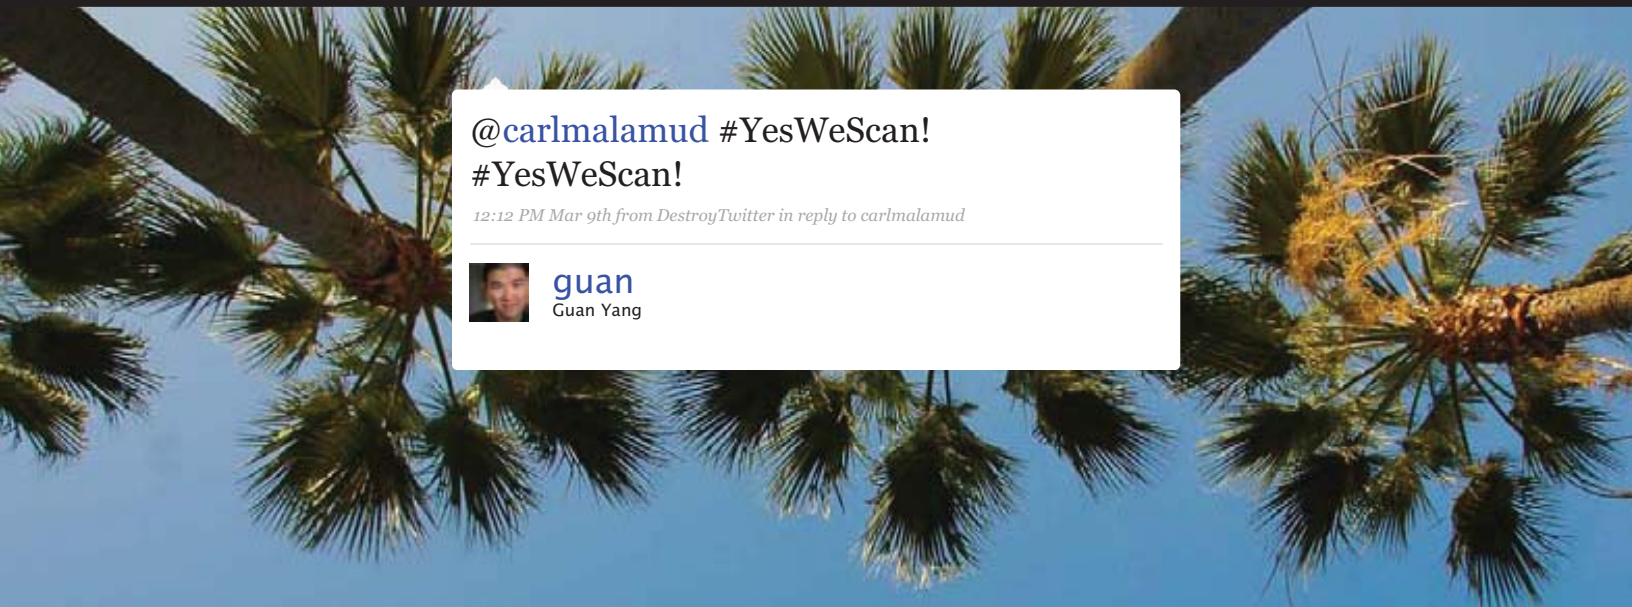 @carlmalamud #YesWeScan!
#YesWeScan!
12:12 PM Mar 9th from DestroyTwitter in reply to carlmalamud
guan
Guan Yang